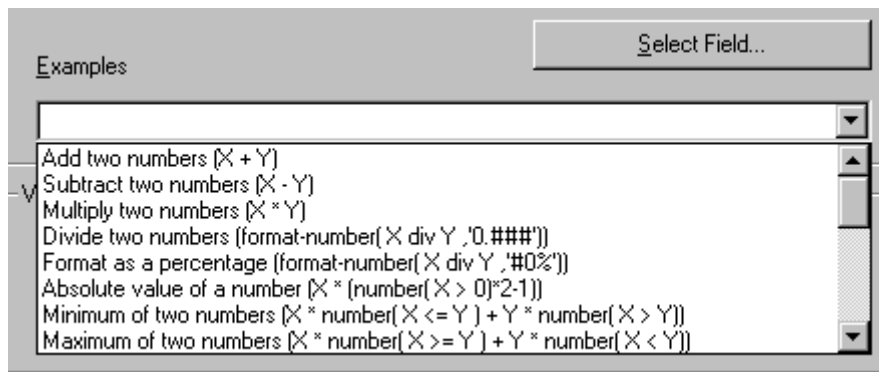 Select Field...
Examples
Add two numbers (X + Y)
Subtract two numbers (X - Y)
V
Multiply two numbers (X * Y)
Divide two numbers (format-number( X div Y ,'0.###'))
Format as a percentage (format-number( X div Y ,'#0%'))
Absolute value of a number (X * (number( X > 0)*2-1))
Minimum of two numbers (X * number( X <= Y ) + Y * number( X > Y))
Maximum of two numbers (X * number( X >= Y ) + Y * number( X < Y))